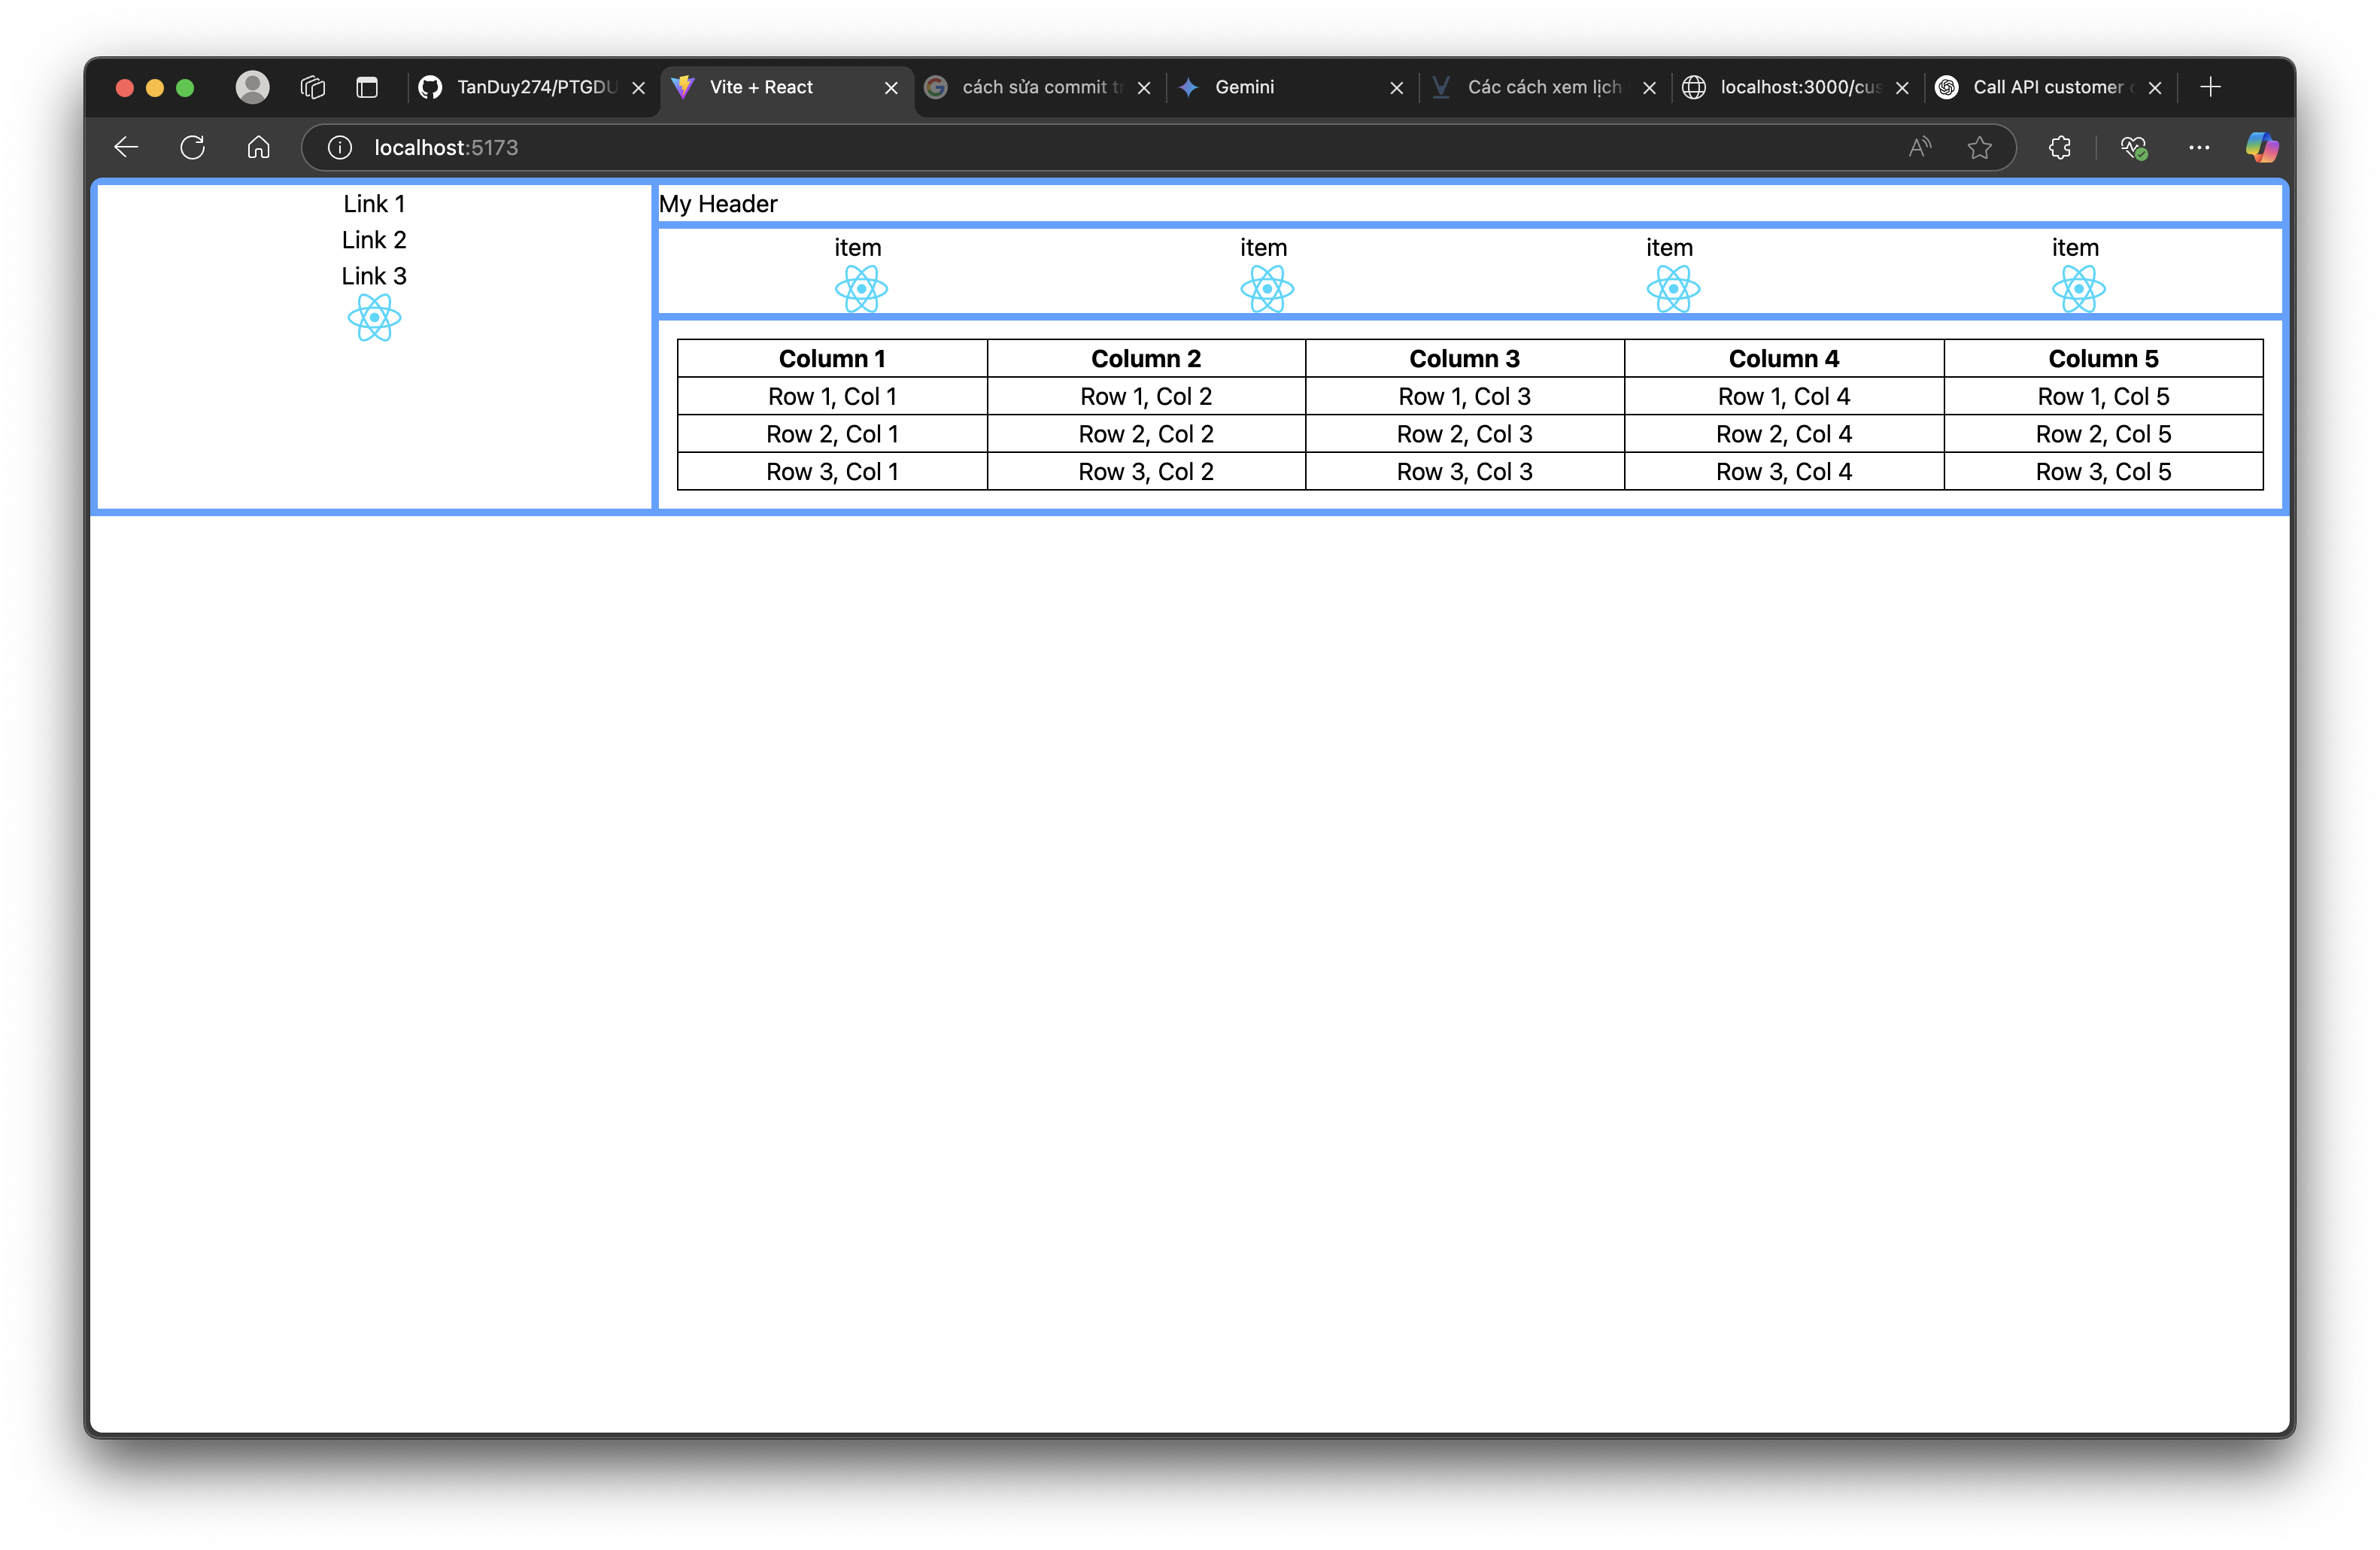 TanDuy274/PTGDU
Vite + React
cách sửa commit tr
Gemini
Các cách xem lịch
localhost:3000/cus
Call API customer
localhost:5173
Link 1
Link 2
Link 3
My Header
item item item item
Column 1 Column 2 Column 3 Column 4 Column 5
Row 1, Col 1 Row 1, Col 2 Row 1, Col 3 Row 1, Col 4 Row 1, Col 5
Row 2, Col 1 Row 2, Col 2 Row 2, Col 3 Row 2, Col 4 Row 2, Col 5
Row 3, Col 1 Row 3, Col 2 Row 3, Col 3 Row 3, Col 4 Row 3, Col 5